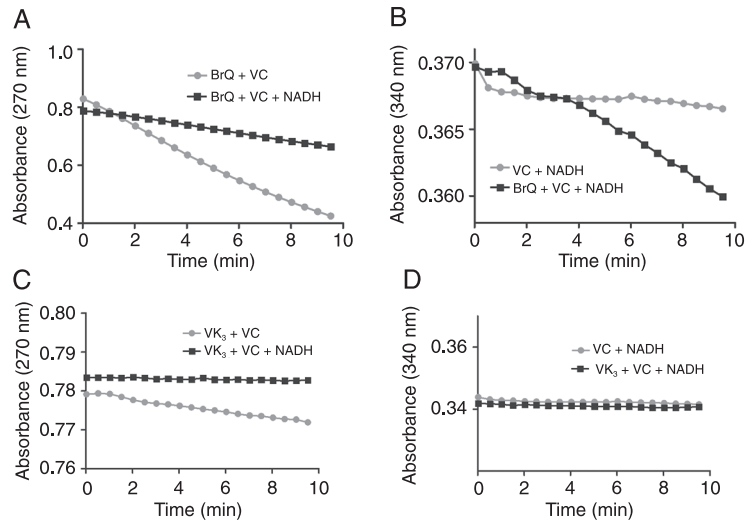 A
Absorbance (270 nm)
1.0
0.8
0.6
0.4
BrQ + VC
BrQ + VC + NADH
0 2 4 6 8 10
Time (min)
B
Absorbance (340 nm)
0.370
0.365
0.360
VC + NADH
BrQ + VC + NADH
0 2 4 6 8 10
Time (min)
C
Absorbance (270 nm)
0.80
0.79
0.78
0.77
0.76
VK₃ + VC
VK₃ + VC + NADH
0 2 4 6 8 10
Time (min)
D
Absorbance (340 nm)
0.36
0.34
VC + NADH
VK₃ + VC + NADH
0 2 4 6 8 10
Time (min)